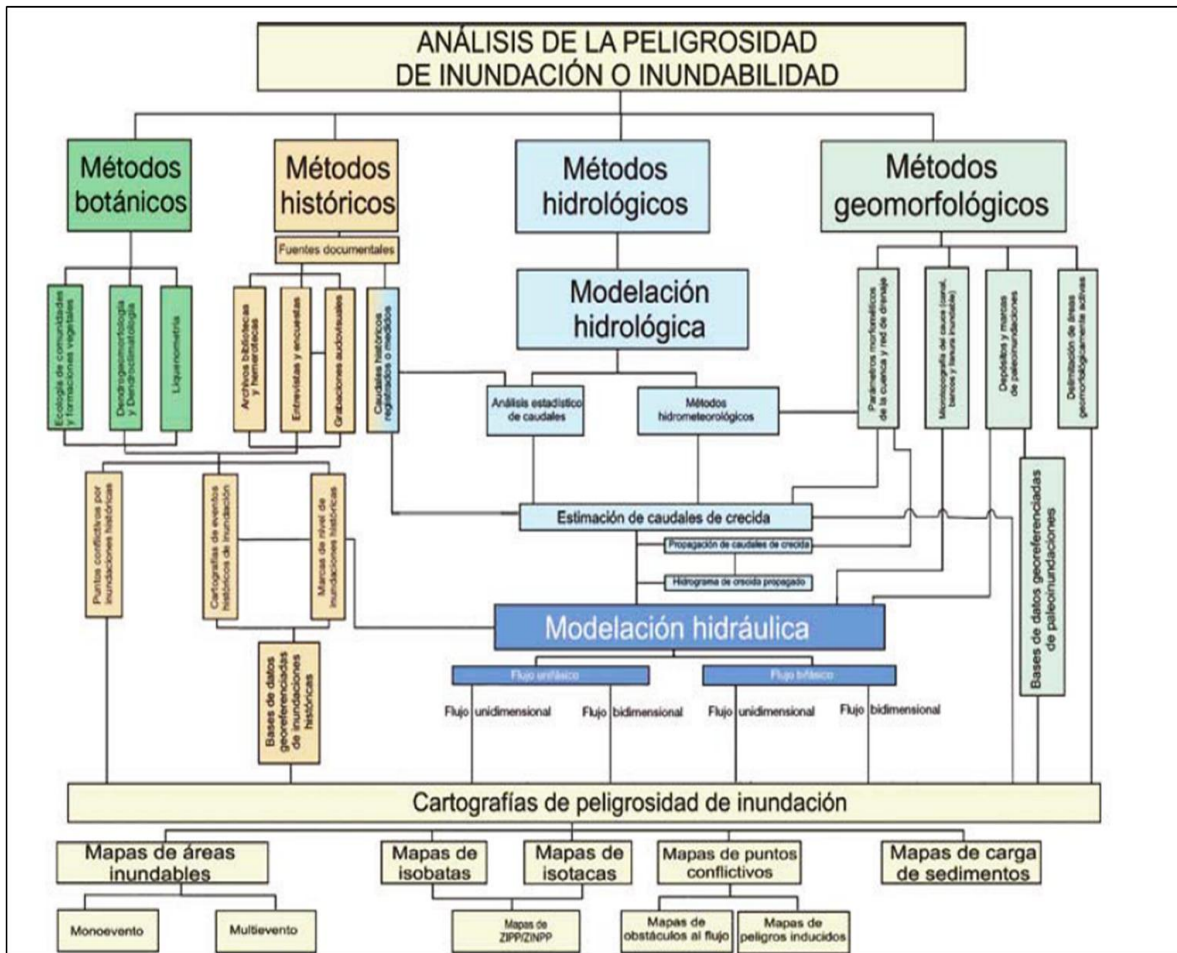 ANÁLISIS DE LA PELIGROSIDAD
DE INUNDACIÓN O INUNDABILIDAD
Métodos
botánicos
Métodos
históricos
Métodos
hidrológicos
Métodos
geomorfológicos
Fuentes documentales
Modelación
hidrológica
Ecología de comunidades
y formaciones vegetales
Dendrogeomorfología
y Dendroclimatología
Liquenometría
Archivos bibliotecas
y hemerotecas
Entrevistas y encuestas
Grabaciones audovisuales
Caudales históricos
registrados o medidos
Análisis estadístico
de caudales
Métodos
hidrometeorológicos
Parámetros morfométricos
de la cuenca y red de drenaje
Microtopografía del cauce (canal,
bancos y llanura inundable)
Depósitos y marcas
de paleoinundaciones
Delimitación de áreas
geomorfológicamente activas
Puntos conflictivos por
inundaciones históricas
Cartografías de eventos
históricos de inundación
Marcas de nivel de
inundaciones históricas
Bases de datos georeferenciadas
de paleoinundaciones
Estimación de caudales de crecida
Propagación de caudales de crecida
Hidrograma de crecida propagado
Modelación hidráulica
Flujo unifásico
Flujo bifásico
Bases de datos
georeferenciadas
de inundaciones
históricas
Flujo unidimensional
Flujo bidimensional
Flujo unidimensional
Flujo bidimensional
Cartografías de peligrosidad de inundación
Mapas de áreas
inundables
Mapas de
isobatas
Mapas de
isotacas
Mapas de puntos
conflictivos
Mapas de carga
de sedimentos
Monoevento
Multievento
Mapas de
ZIPP/ZINPP
Mapas de
obstáculos al flujo
Mapas de
peligros inducidos